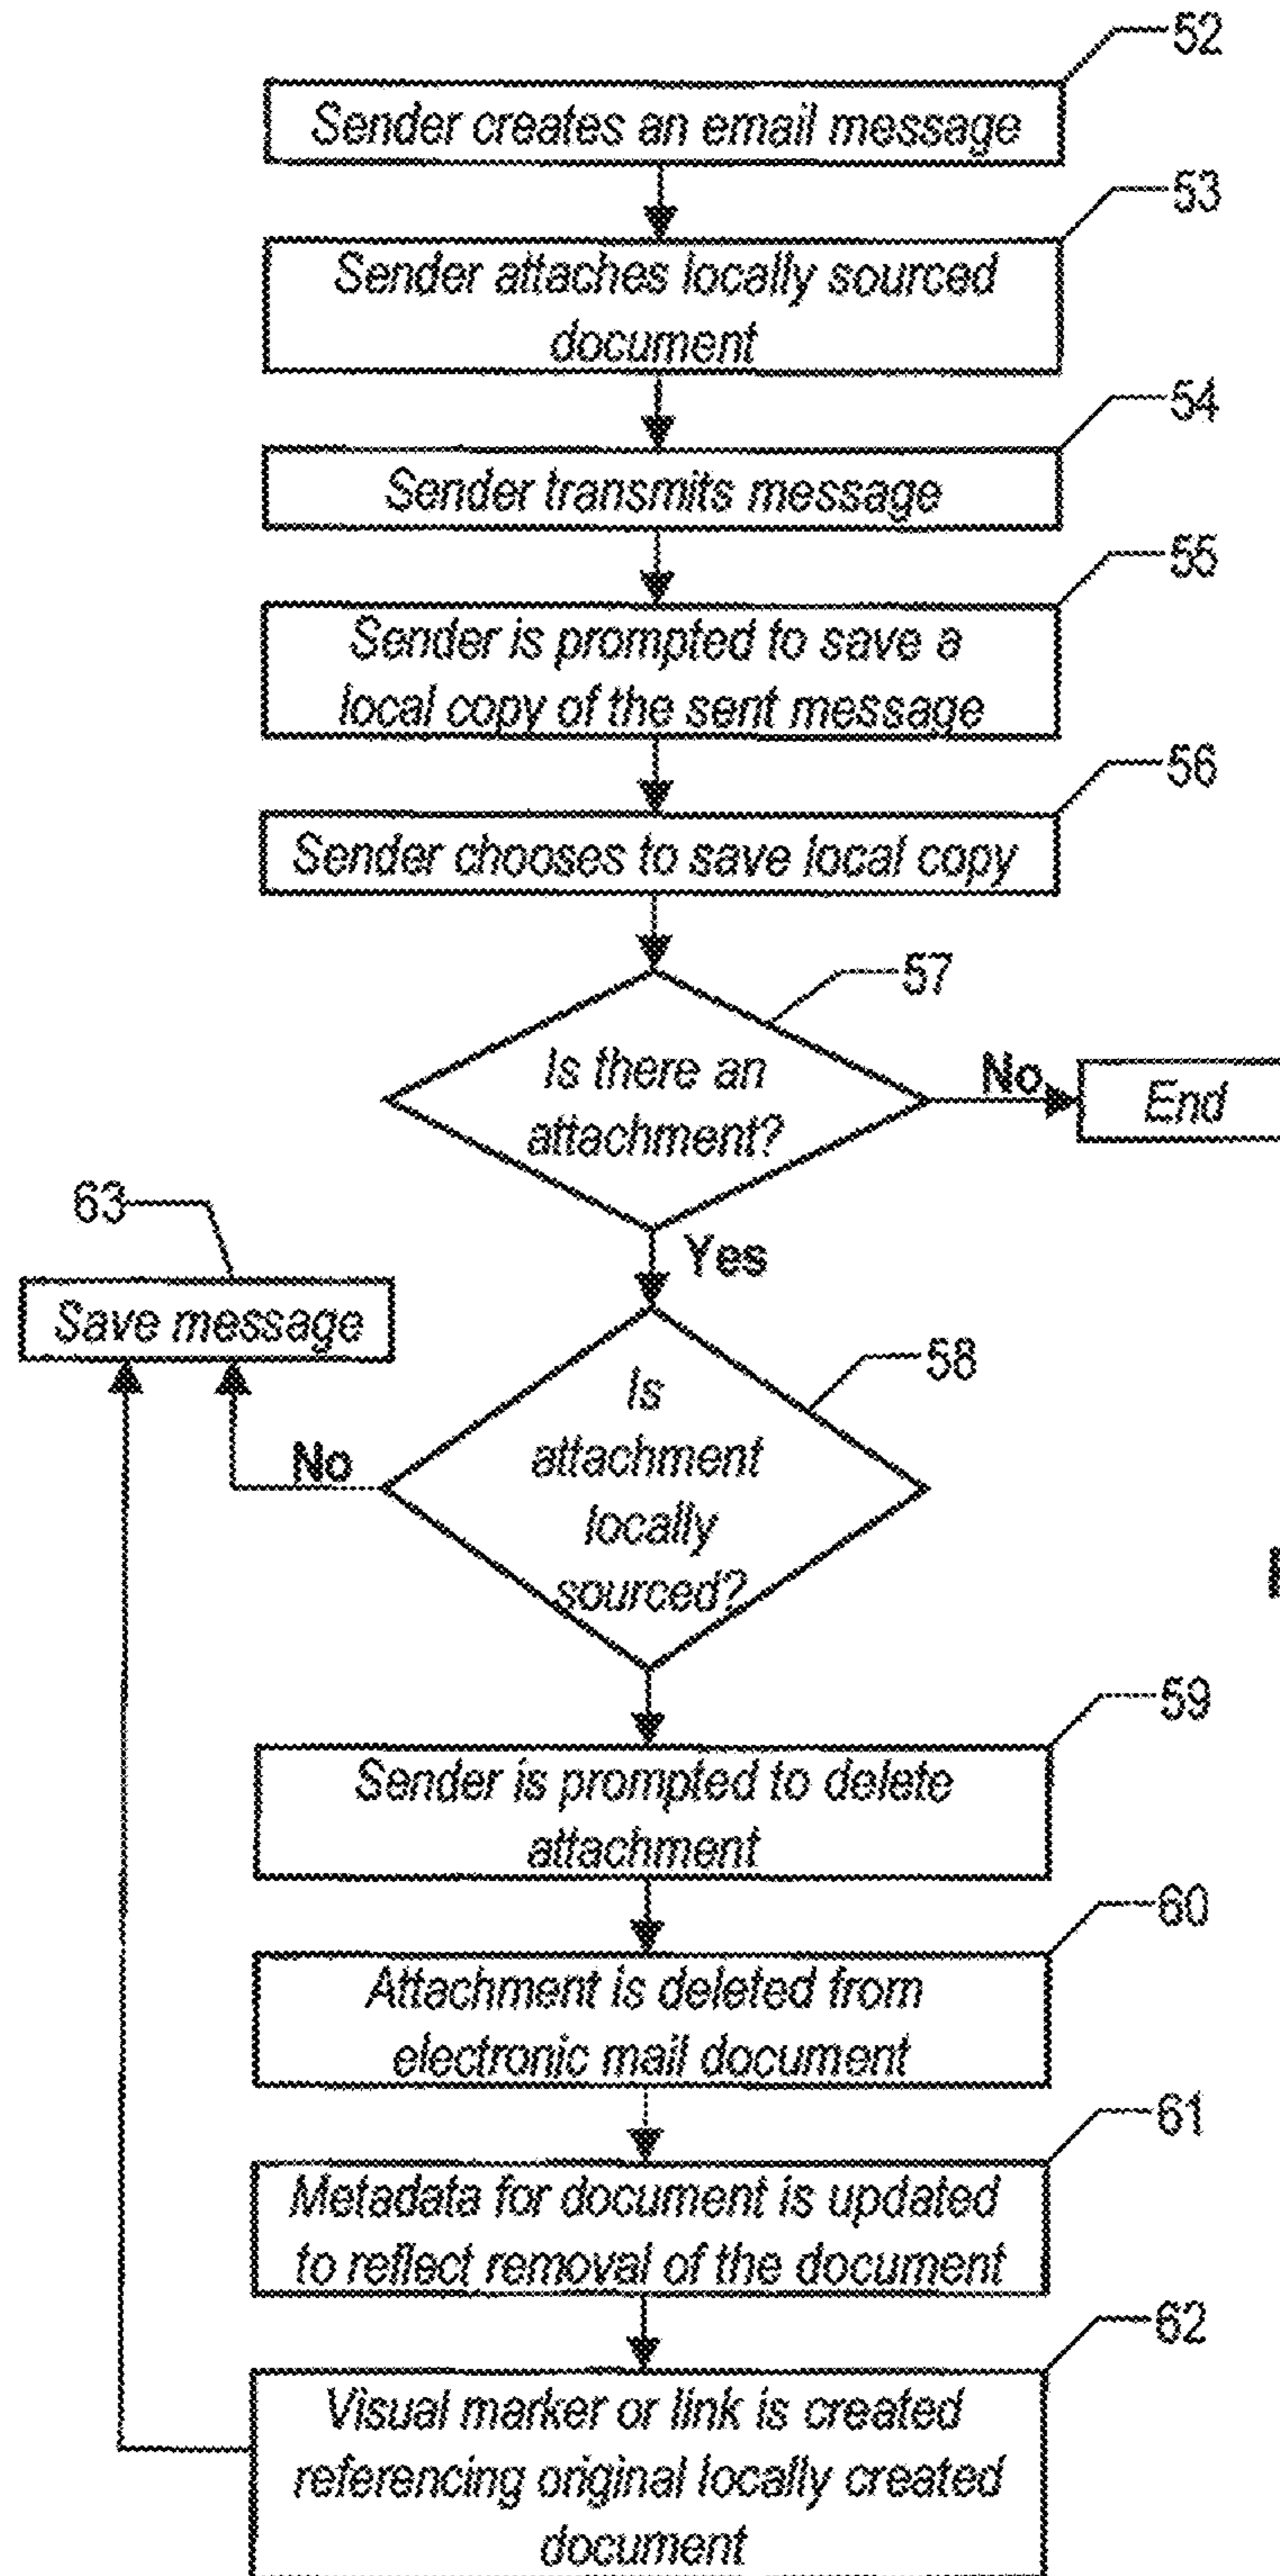 52
Sender creates an email message
53
Sender attaches locally sourced
document
54
Sender transmits message
55
Sender is prompted to save a
local copy of the sent message
56
Sender chooses to save local copy
57
Is there an
attachment?
No
End
Yes
63
Save message
58
Is
attachment
locally
sourced?
No
59
Sender is prompted to delete
attachment
60
Attachment is deleted from
electronic mail document
61
Metadata for document is updated
to reflect removal of the document
62
Visual marker or link is created
referencing original locally created
document